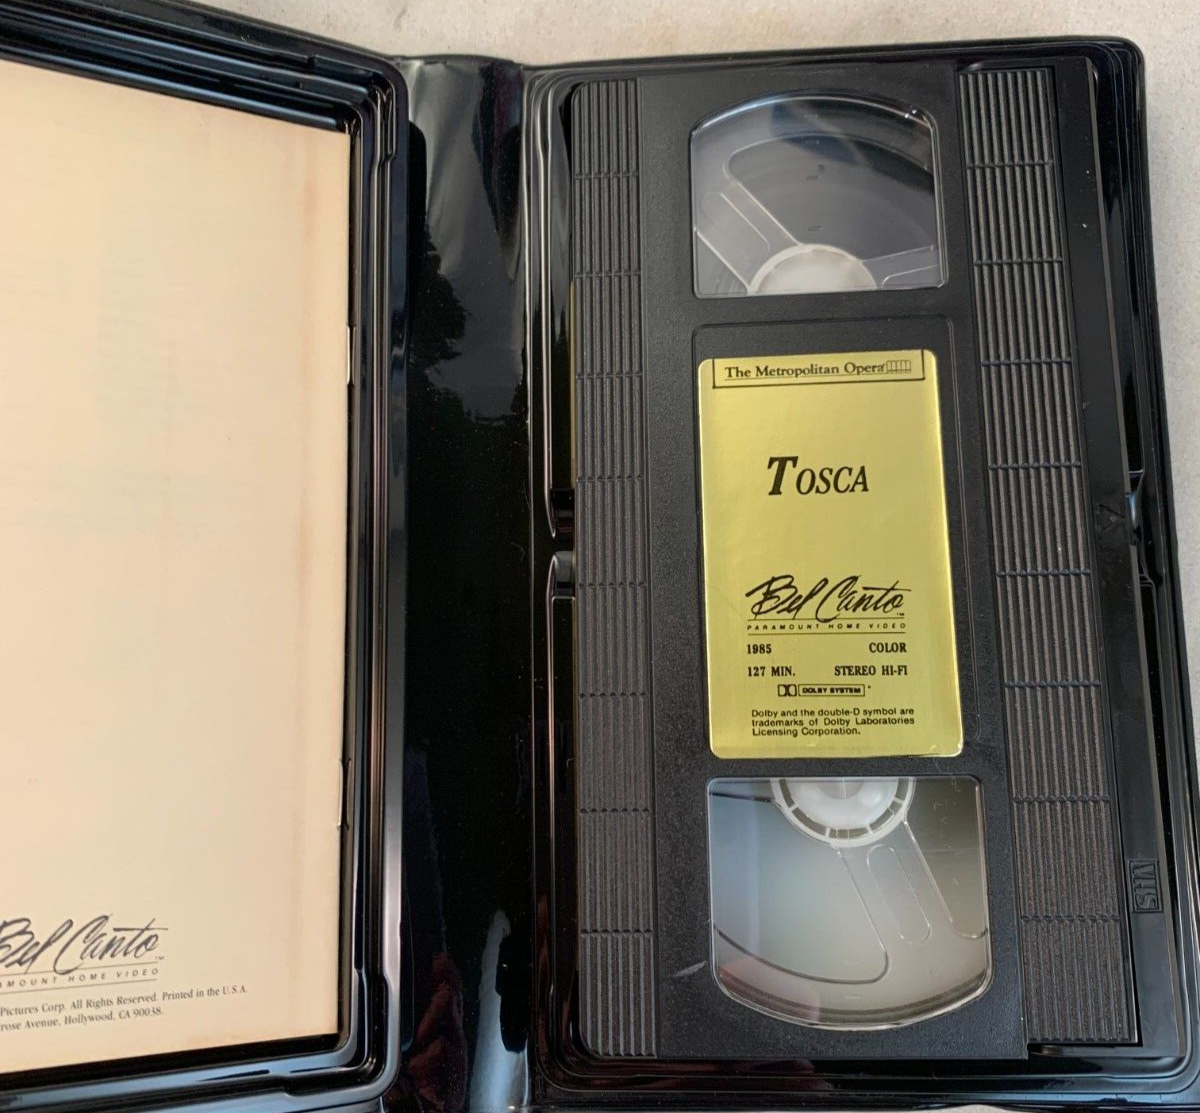 Bel Canto
HOME VIDEO
Pictures Corp. All Rights Reserved. Printed in the U.S.A.
Avenue, Hollywood, CA 90038.
The Metropolitan Opera
TOSCA
Bel Canto ™
PARAMOUNT HOME VIDEO
1985 COLOR
127 MIN. STEREO HI-FI
DOLBY SYSTEM
Dolby and the double-D symbol are
trademarks of Dolby Laboratories
Licensing Corporation.
VHS